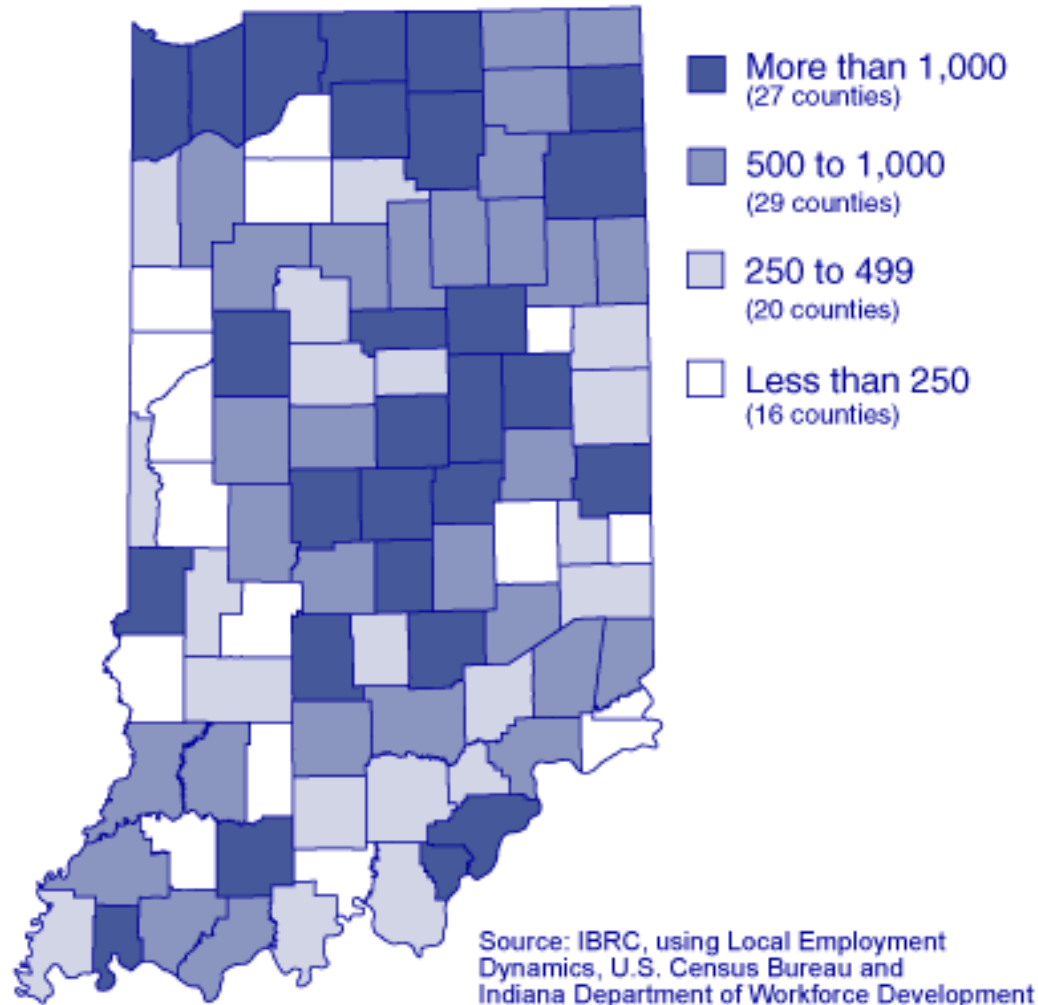 More than 1,000
(27 counties)
500 to 1,000
(29 counties)
250 to 499
(20 counties)
Less than 250
(16 counties)
Source: IBRC, using Local Employment
Dynamics, U.S. Census Bureau and
Indiana Department of Workforce Development